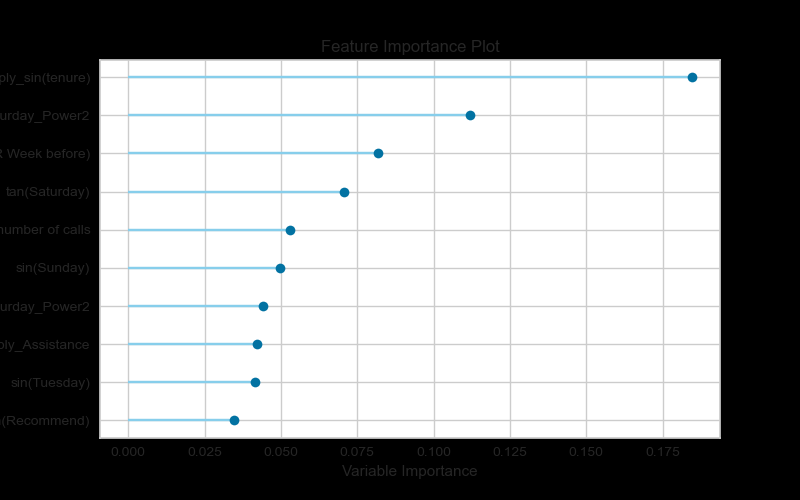 Feature Importance Plot
ply_sin(tenure)
urday_Power2
R Week before)
tan(Saturday)
number of calls
sin(Sunday)
urday_Power2
ply_Assistance
sin(Tuesday)
(Recommend)
0.000 0.025 0.050 0.075 0.100 0.125 0.150 0.175
Variable Importance